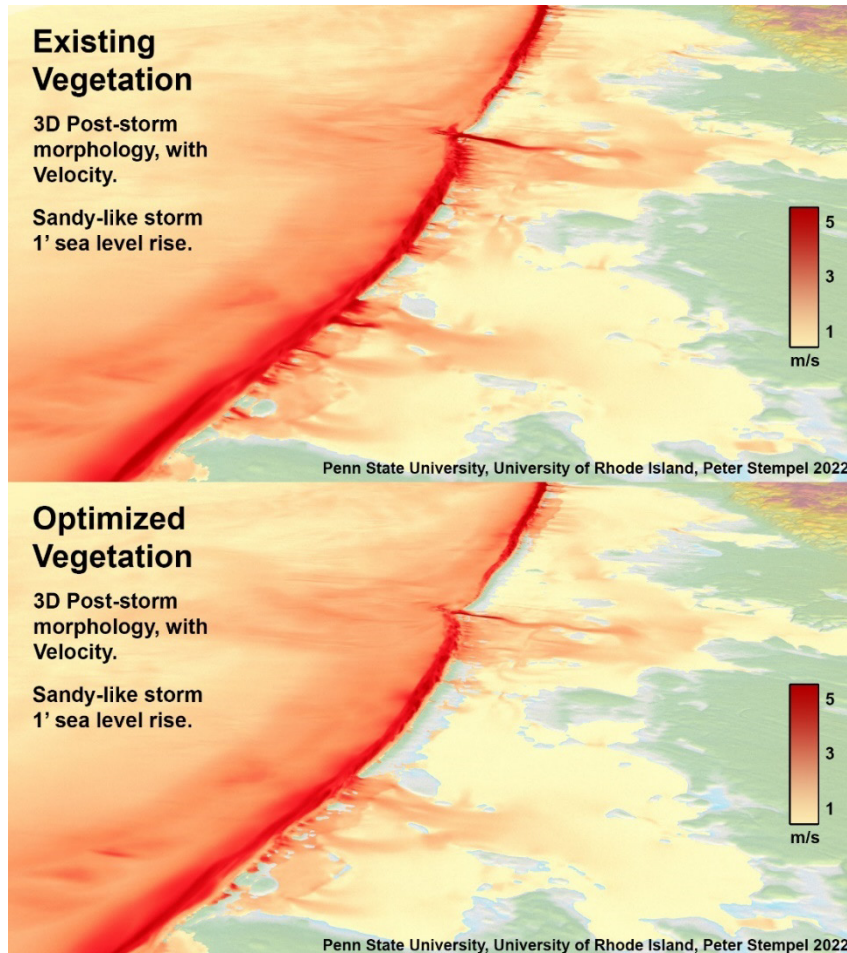 Existing
Vegetation
3D Post-storm
morphology, with
Velocity.
Sandy-like storm
1’ sea level rise.
5
3
1
m/s
Penn State University, University of Rhode Island, Peter Stempel 2022
Optimized
Vegetation
3D Post-storm
morphology, with
Velocity.
Sandy-like storm
1’ sea level rise.
5
3
1
m/s
Penn State University, University of Rhode Island, Peter Stempel 2022